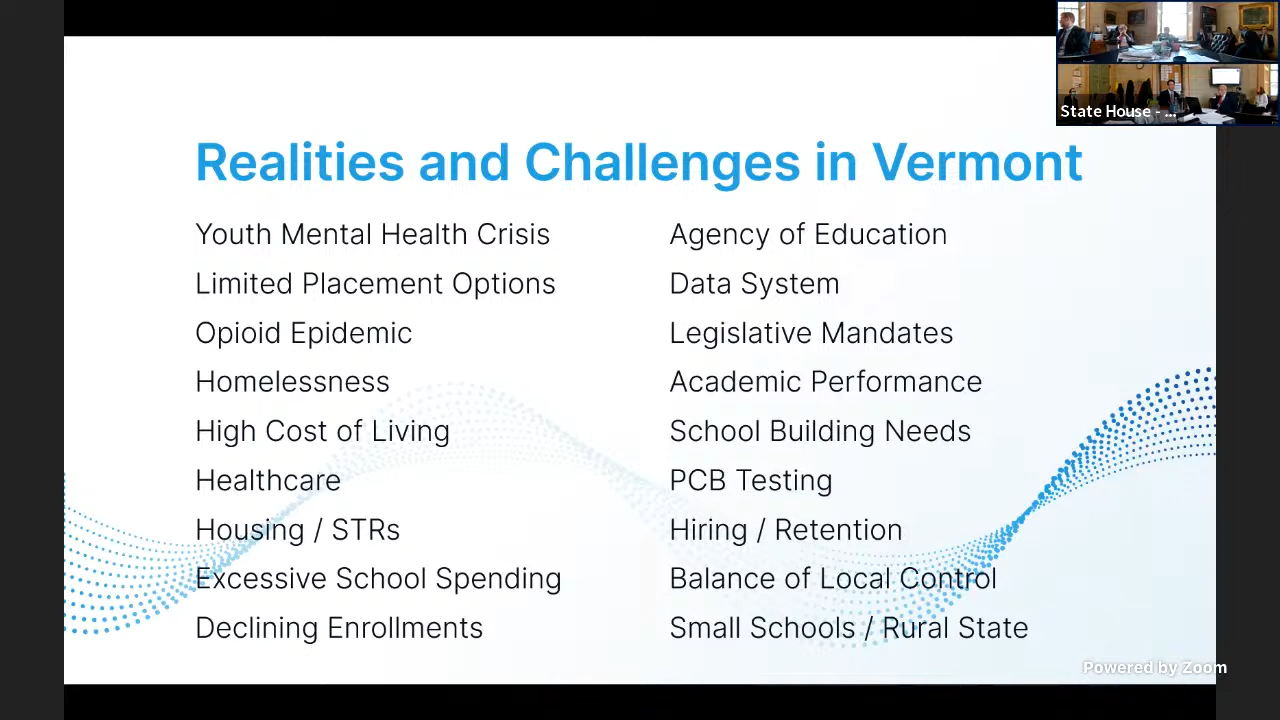 State House - ...
Realities and Challenges in Vermont
Youth Mental Health Crisis
Limited Placement Options
Opioid Epidemic
Homelessness
High Cost of Living
Healthcare
Housing / STRs
Excessive School Spending
Declining Enrollments
Agency of Education
Data System
Legislative Mandates
Academic Performance
School Building Needs
PCB Testing
Hiring / Retention
Balance of Local Control
Small Schools / Rural State
Powered by Zoom